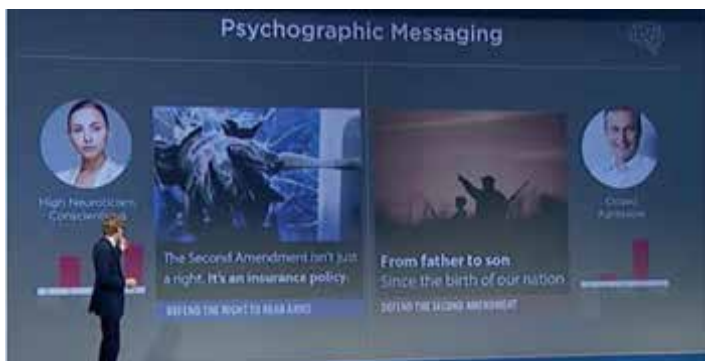 Psychographic Messaging
High Neuroticism
Conscientious
The Second Amendment isn't just
a right. It's an insurance policy.
DEFEND THE RIGHT TO BEAR ARMS
From father to son
Since the birth of our nation
DEFEND THE SECOND AMENDMENT
Closed